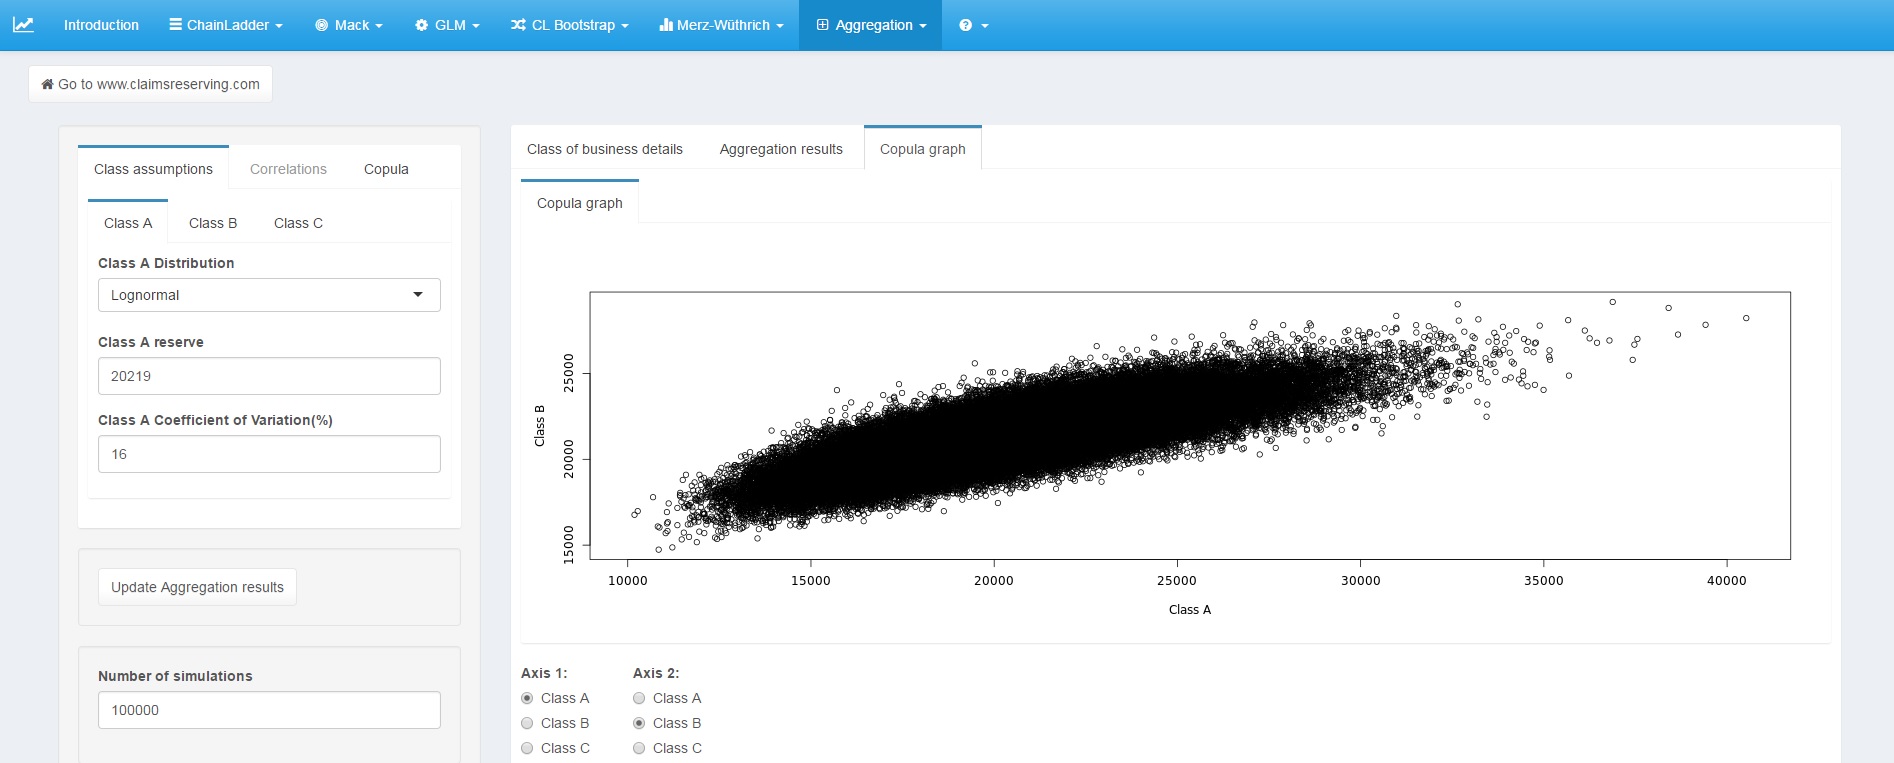 Introduction ChainLadder Mack GLM CL Bootstrap Merz-Wüthrich Aggregation
Go to www.claimsreserving.com
Class assumptions Correlations Copula
Class A Class B Class C
Class A Distribution
Lognormal
Class A reserve
20219
Class A Coefficient of Variation(%)
16
Update Aggregation results
Number of simulations
100000
Class of business details Aggregation results Copula graph
Copula graph
Class B
25000
20000
15000
10000 15000 20000 25000 30000 35000 40000
Class A
Axis 1: Axis 2:
Class A Class A
Class B Class B
Class C Class C